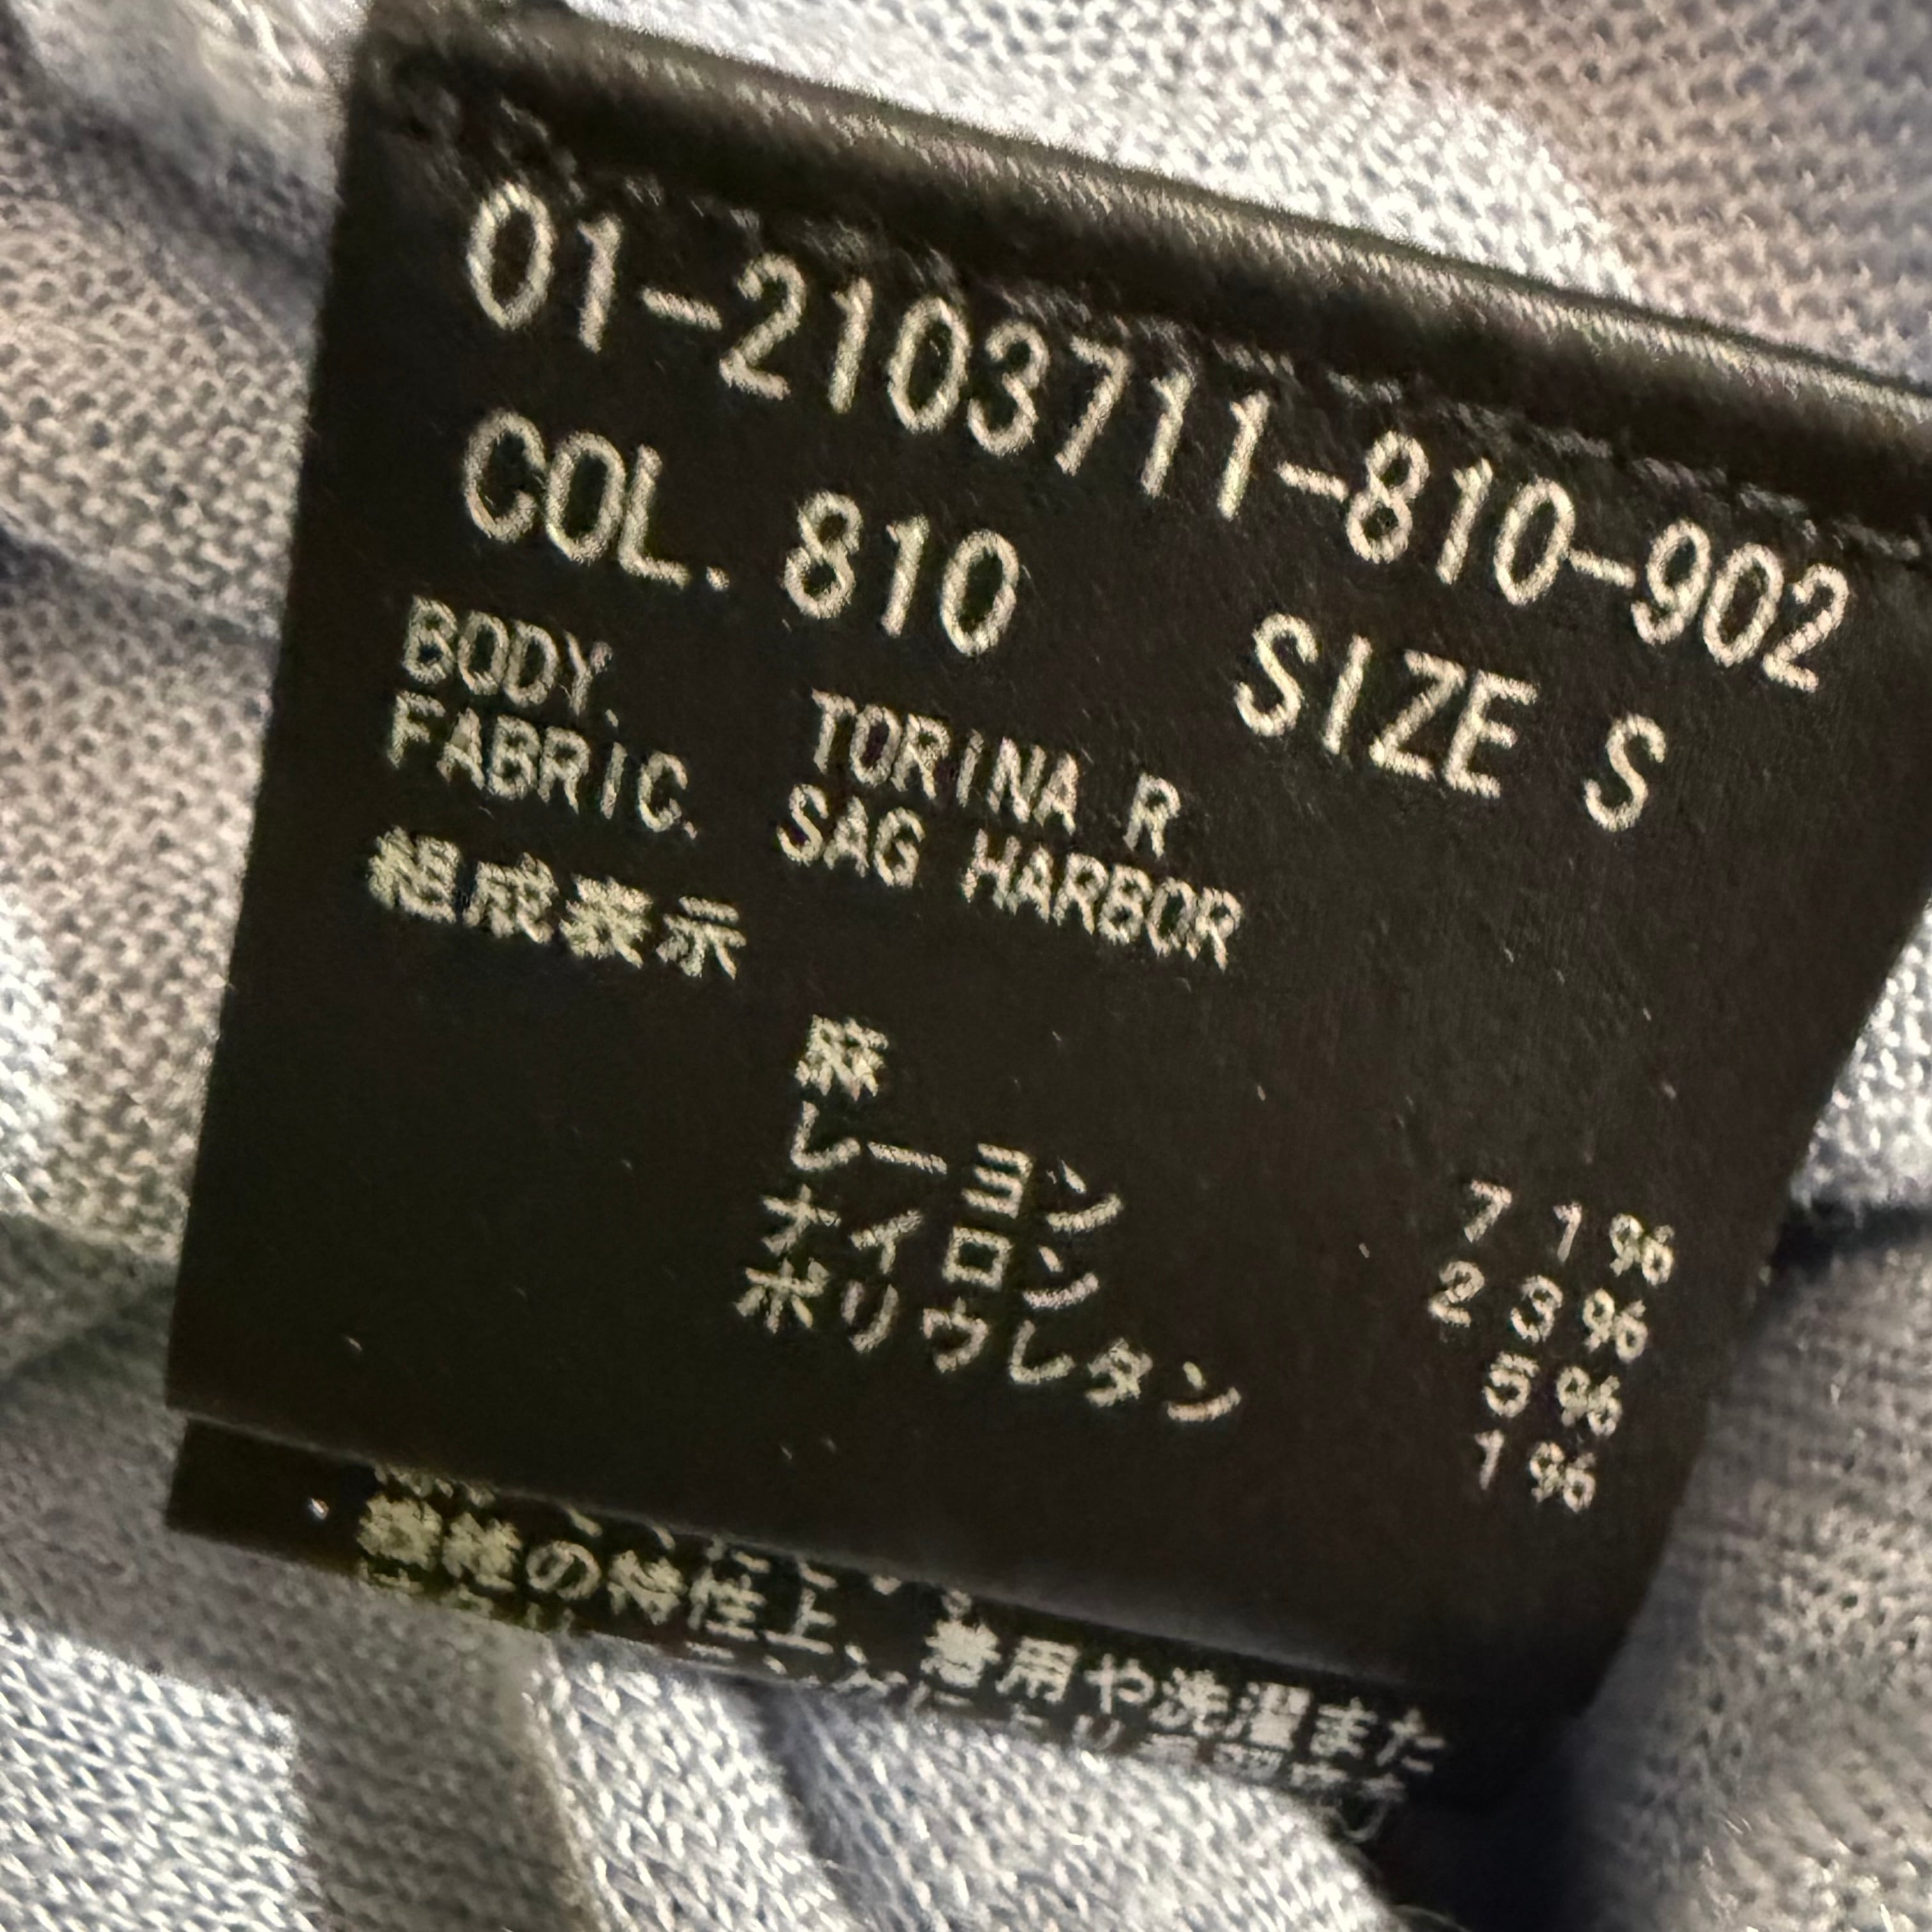 01-2103711-810-902
COL. 810 SIZE S
BODY. TORINA R
FABRIC. SAG HARBOR
組成表示
麻 71%
レーヨン 23%
ナイロン 5%
ポリウレタン 1%
繊維の特性上、着用や洗濯また